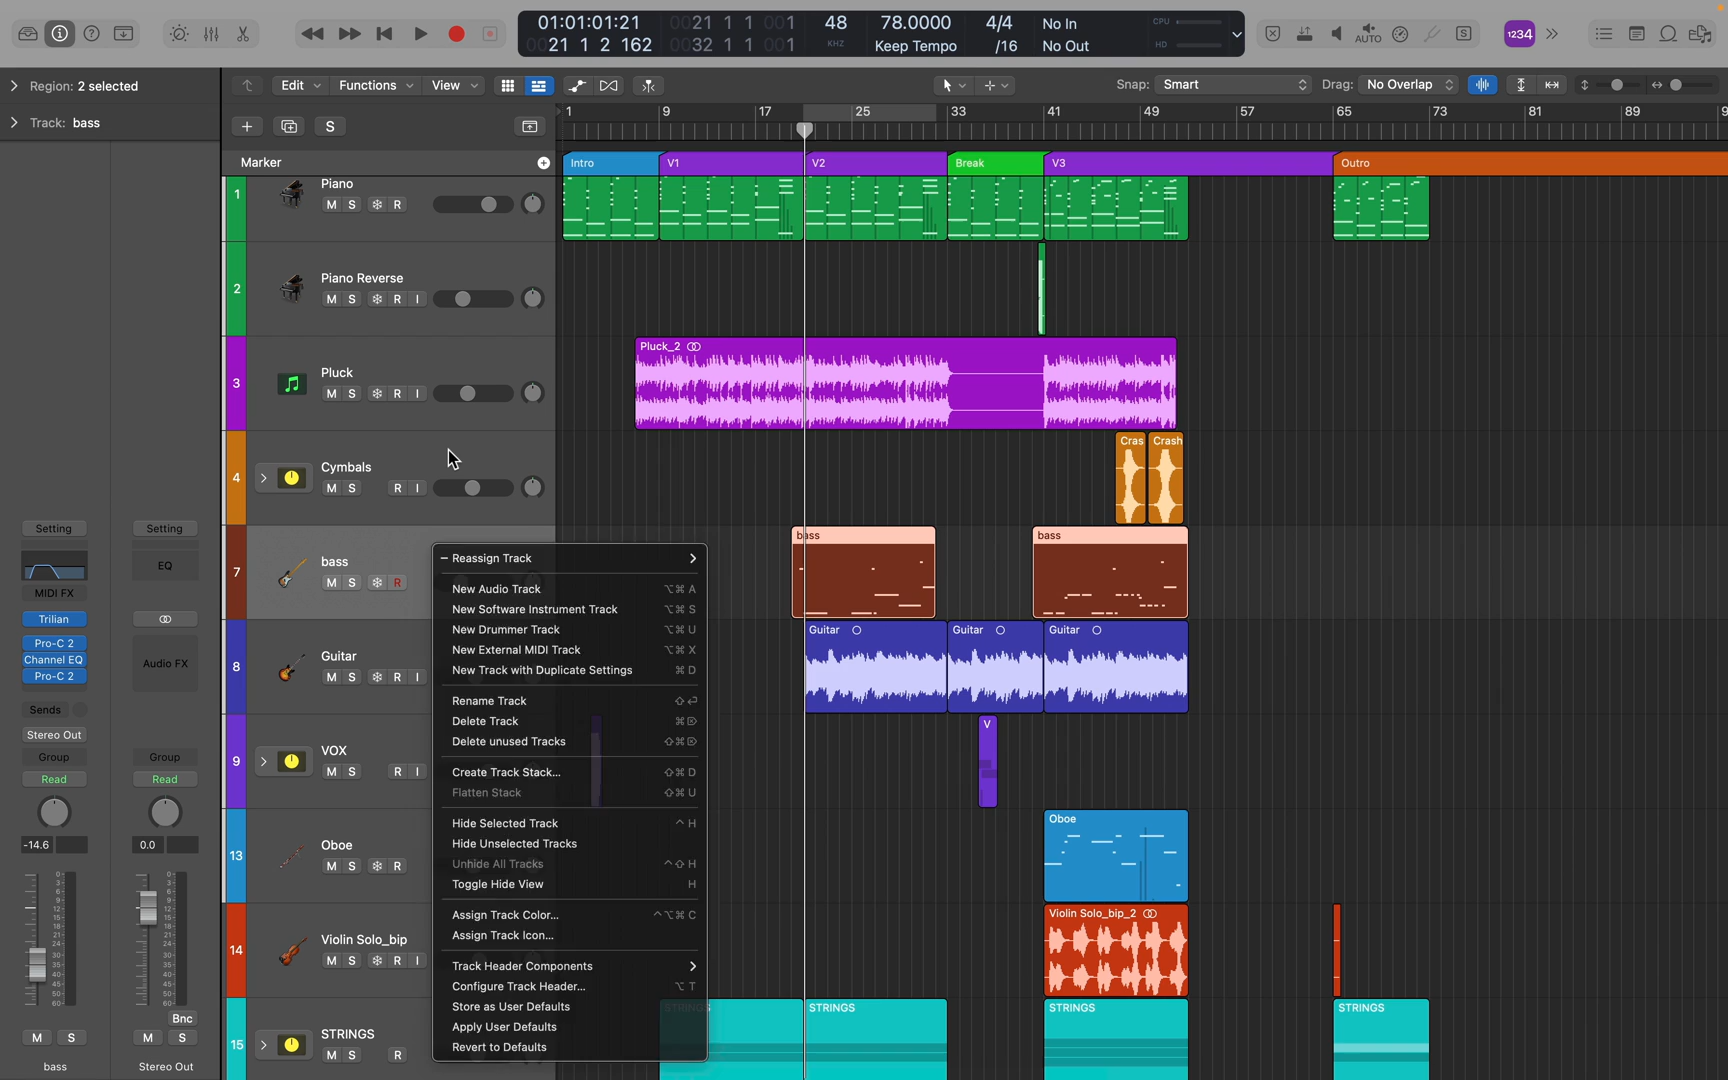 01:01:01:21
0021 1 2 162
0021 1 1 001
0032 1 1 001
48
KHZ
78.0000
Keep Tempo
4/4
/16
No In
No Out
CPU
HD
AUTO
1234
Region: 2 selected
Edit
Functions
View
Snap: Smart
Drag: No Overlap
Track: bass
S
1 9 17 25 33 41 49 57 65 73 81 89
Marker
Intro
V1
V2
Break
V3
Outro
1
Piano
M S R
2
Piano Reverse
M S R I
3
Pluck
M S R I
Pluck_2
4
Cymbals
M S R I
Cras
Crash
7
bass
M S R
bass
bass
8
Guitar
M S R I
Guitar
Guitar
Guitar
9
VOX
M S R I
V
13
Oboe
M S R
Oboe
14
Violin Solo_bip
M S R I
Violin Solo_bip_2
15
STRINGS
M S R
STRINGS
STRINGS
STRINGS
STRINGS
Reassign Track
New Audio Track ⌥⌘ A
New Software Instrument Track ⌥⌘ S
New Drummer Track ⌥⌘ U
New External MIDI Track ⌥⌘ X
New Track with Duplicate Settings ⌘ D
Rename Track ⇧↩
Delete Track ⌘⌦
Delete unused Tracks ⇧⌘⌦
Create Track Stack... ⇧⌘ D
Flatten Stack ⇧⌘ U
Hide Selected Track ^ H
Hide Unselected Tracks
Unhide All Tracks ^⇧ H
Toggle Hide View H
Assign Track Color... ^⌥⌘ C
Assign Track Icon...
Track Header Components
Configure Track Header... ⌥ T
Store as User Defaults
Apply User Defaults
Revert to Defaults
Setting
MIDI FX
Trilian
Pro-C 2
Channel EQ
Pro-C 2
Sends
Stereo Out
Group
Read
-14.6
M S
bass
Setting
EQ
Audio FX
Group
Read
0.0
Bnc
M S
Stereo Out